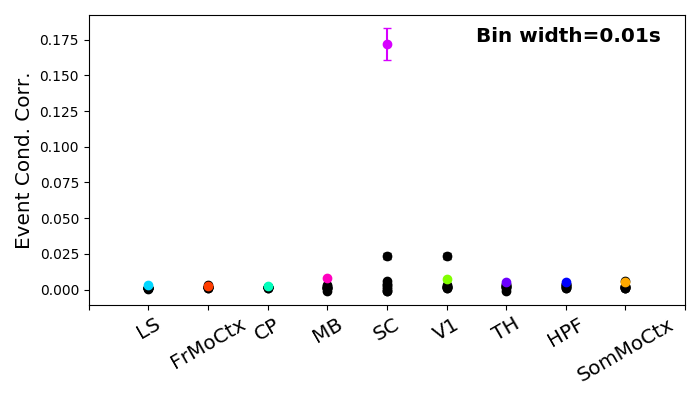 Bin width=0.01s
Event Cond. Corr.
0.175
0.150
0.125
0.100
0.075
0.050
0.025
0.000
LS
FrMoCtx
CP
MB
SC
V1
TH
HPF
SomMoCtx